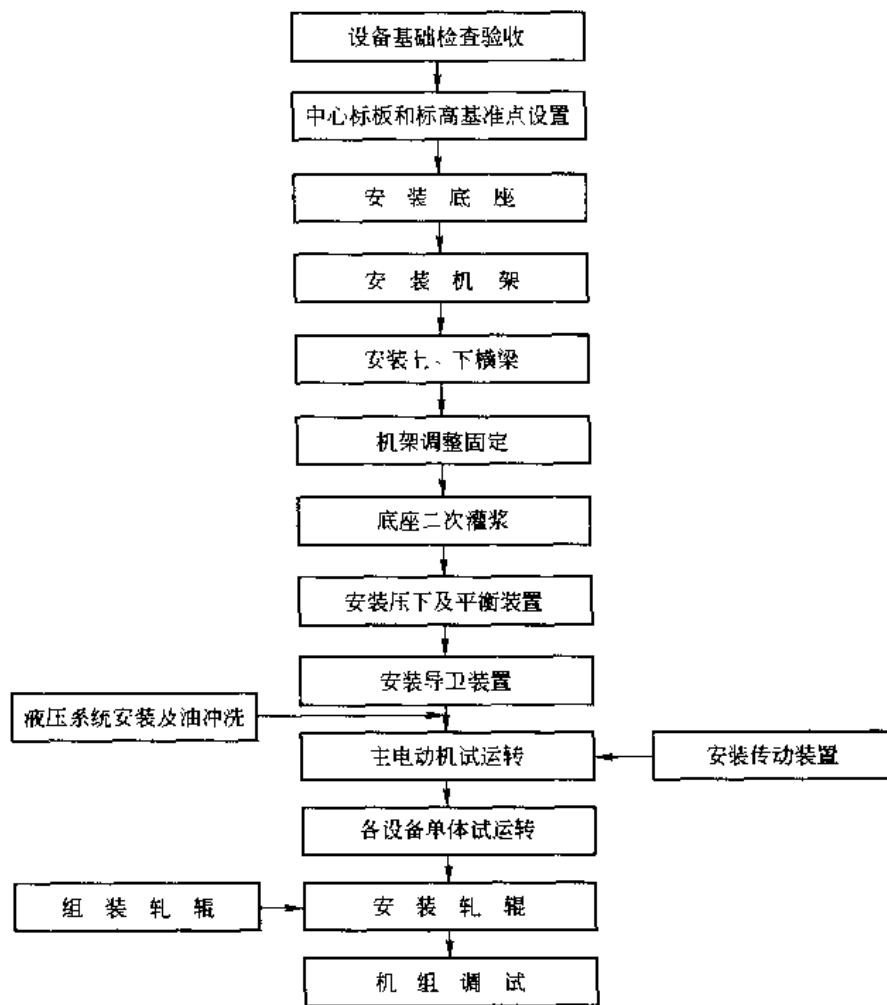 设备基础检查验收
中心标板和标高基准点设置
安装底座
安装机架
安装上、下横梁
机架调整固定
底座二次灌浆
安装压下及平衡装置
安装导卫装置
液压系统安装及油冲洗
主电动机试运转
安装传动装置
各设备单体试运转
组装轧辊
安装轧辊
机组调试